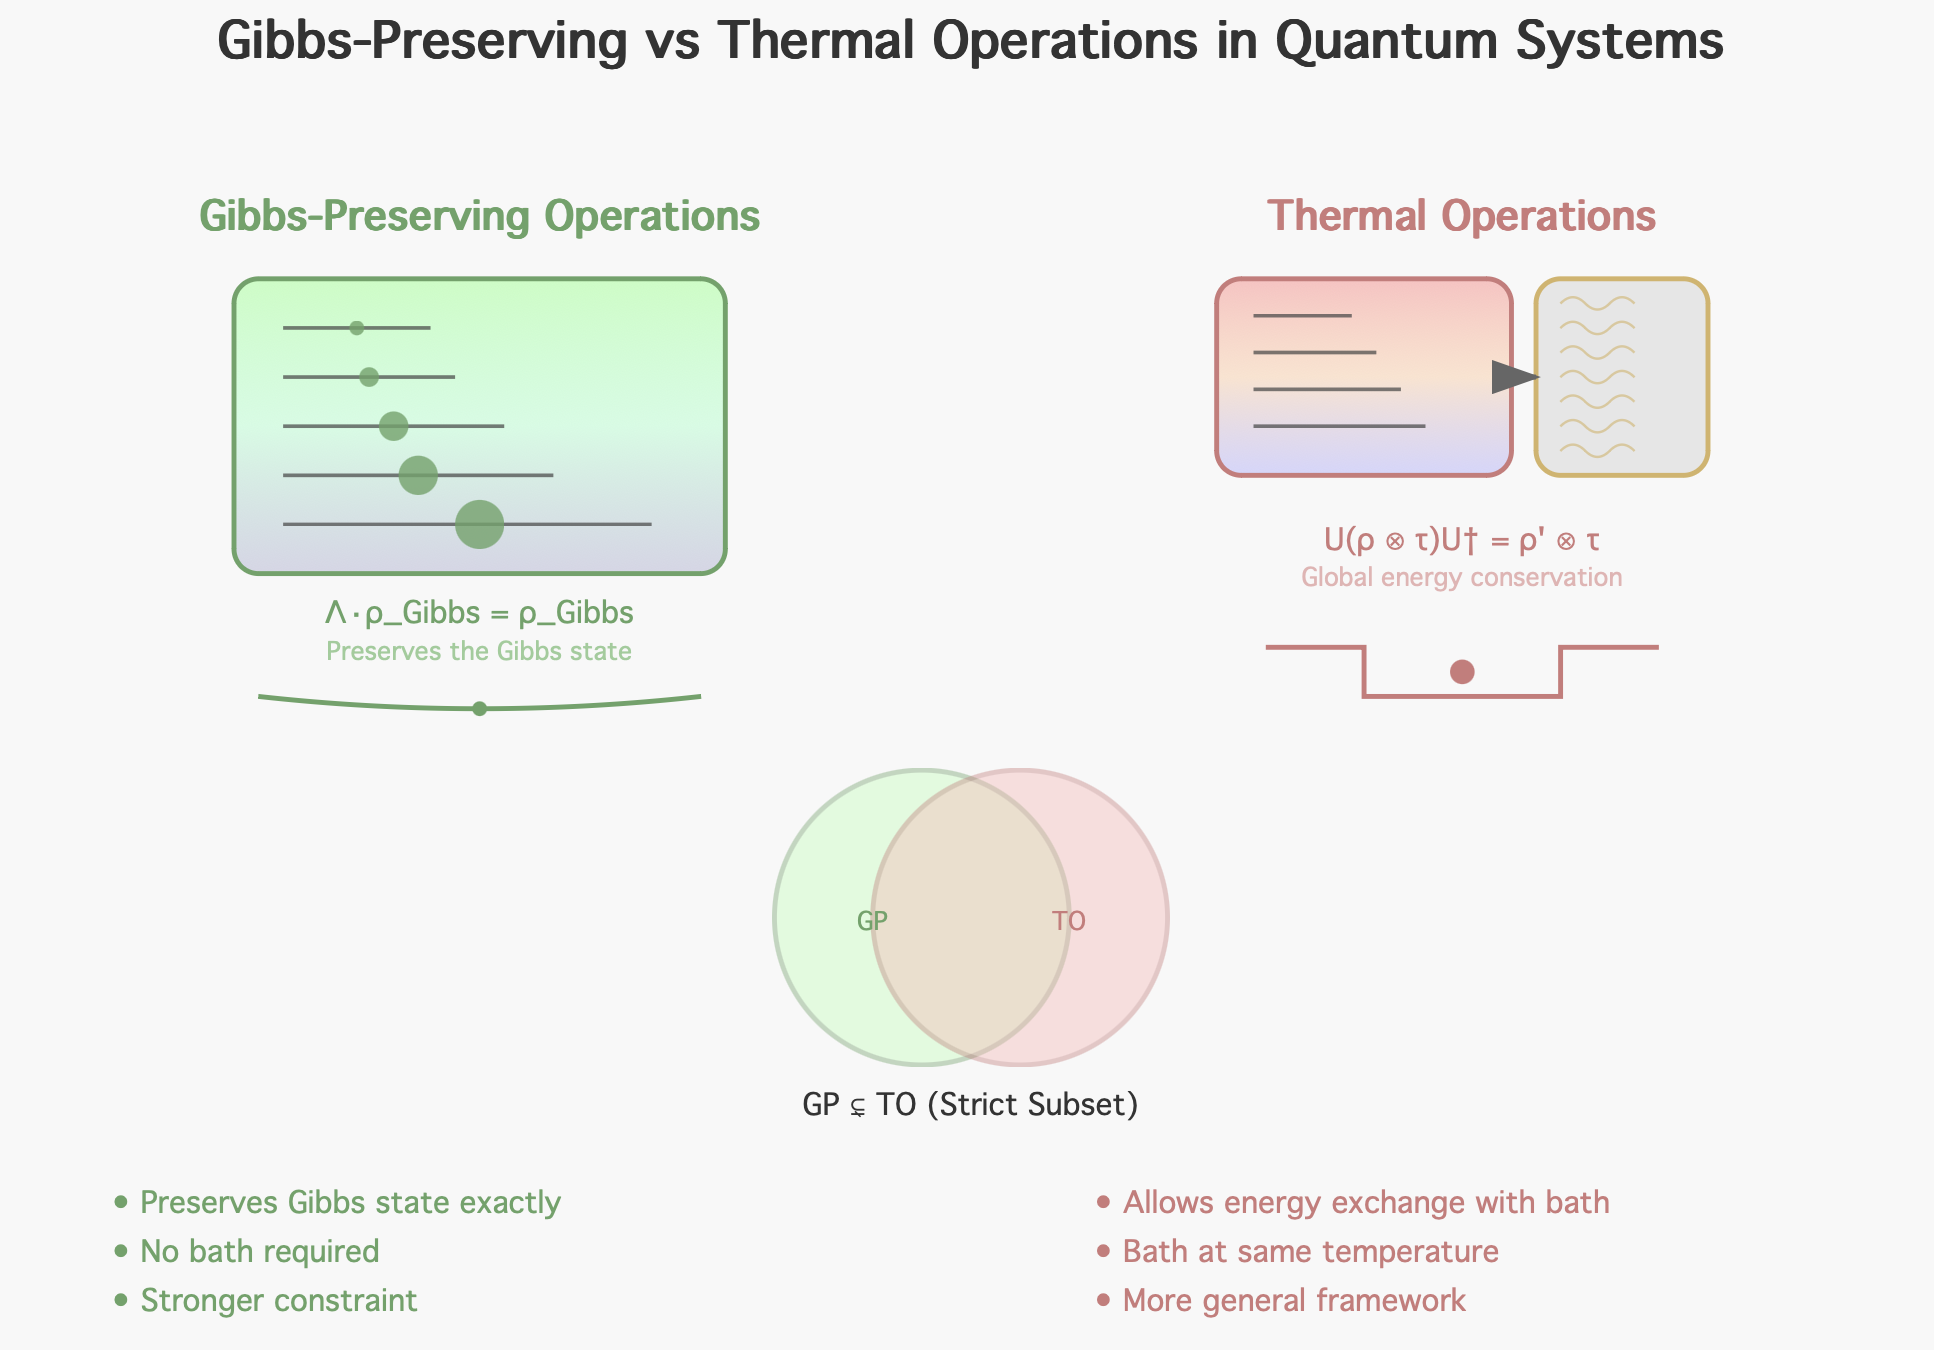 Gibbs-Preserving vs Thermal Operations in Quantum Systems
Gibbs-Preserving Operations
Λ · ρ_Gibbs = ρ_Gibbs
Preserves the Gibbs state
Thermal Operations
U(ρ ⊗ τ)U† = ρ' ⊗ τ
Global energy conservation
GP
TO
GP ⊊ TO (Strict Subset)
• Preserves Gibbs state exactly
• No bath required
• Stronger constraint
• Allows energy exchange with bath
• Bath at same temperature
• More general framework